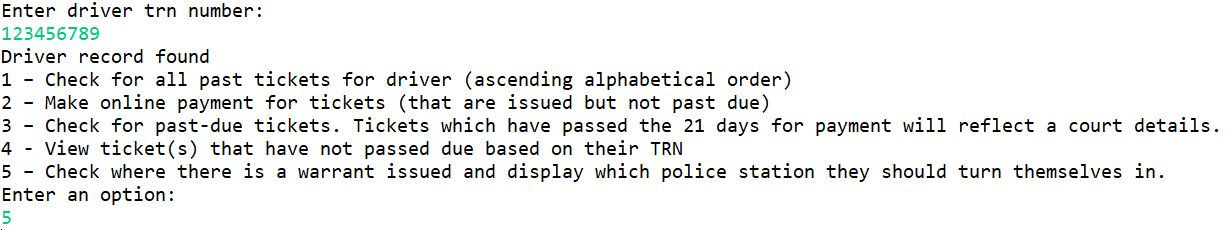 Enter driver trn number:
123456789
Driver record found
1 – Check for all past tickets for driver (ascending alphabetical order)
2 – Make online payment for tickets (that are issued but not past due)
3 – Check for past-due tickets. Tickets which have passed the 21 days for payment will reflect a court details.
4 - View ticket(s) that have not passed due based on their TRN
5 – Check where there is a warrant issued and display which police station they should turn themselves in.
Enter an option:
5